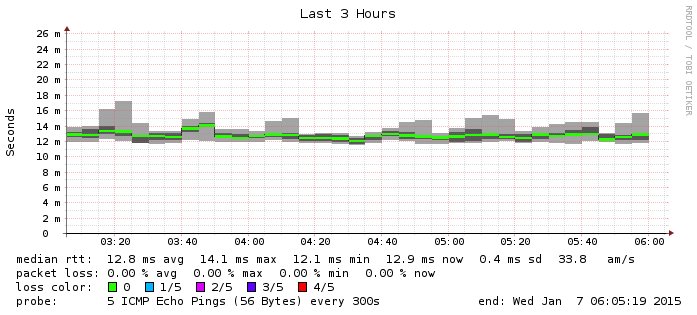 Last 3 Hours
RRDTOOL / TOBI OETIKER
Seconds
26 m
24 m
22 m
20 m
18 m
16 m
14 m
12 m
10 m
8 m
6 m
4 m
2 m
0
03:20 03:40 04:00 04:20 04:40 05:00 05:20 05:40 06:00
median rtt: 12.8 ms avg 14.1 ms max 12.1 ms min 12.9 ms now 0.4 ms sd 33.8 am/s
packet loss: 0.00 % avg 0.00 % max 0.00 % min 0.00 % now
loss color: 0 1/5 2/5 3/5 4/5
probe: 5 ICMP Echo Pings (56 Bytes) every 300s end: Wed Jan 7 06:05:19 2015